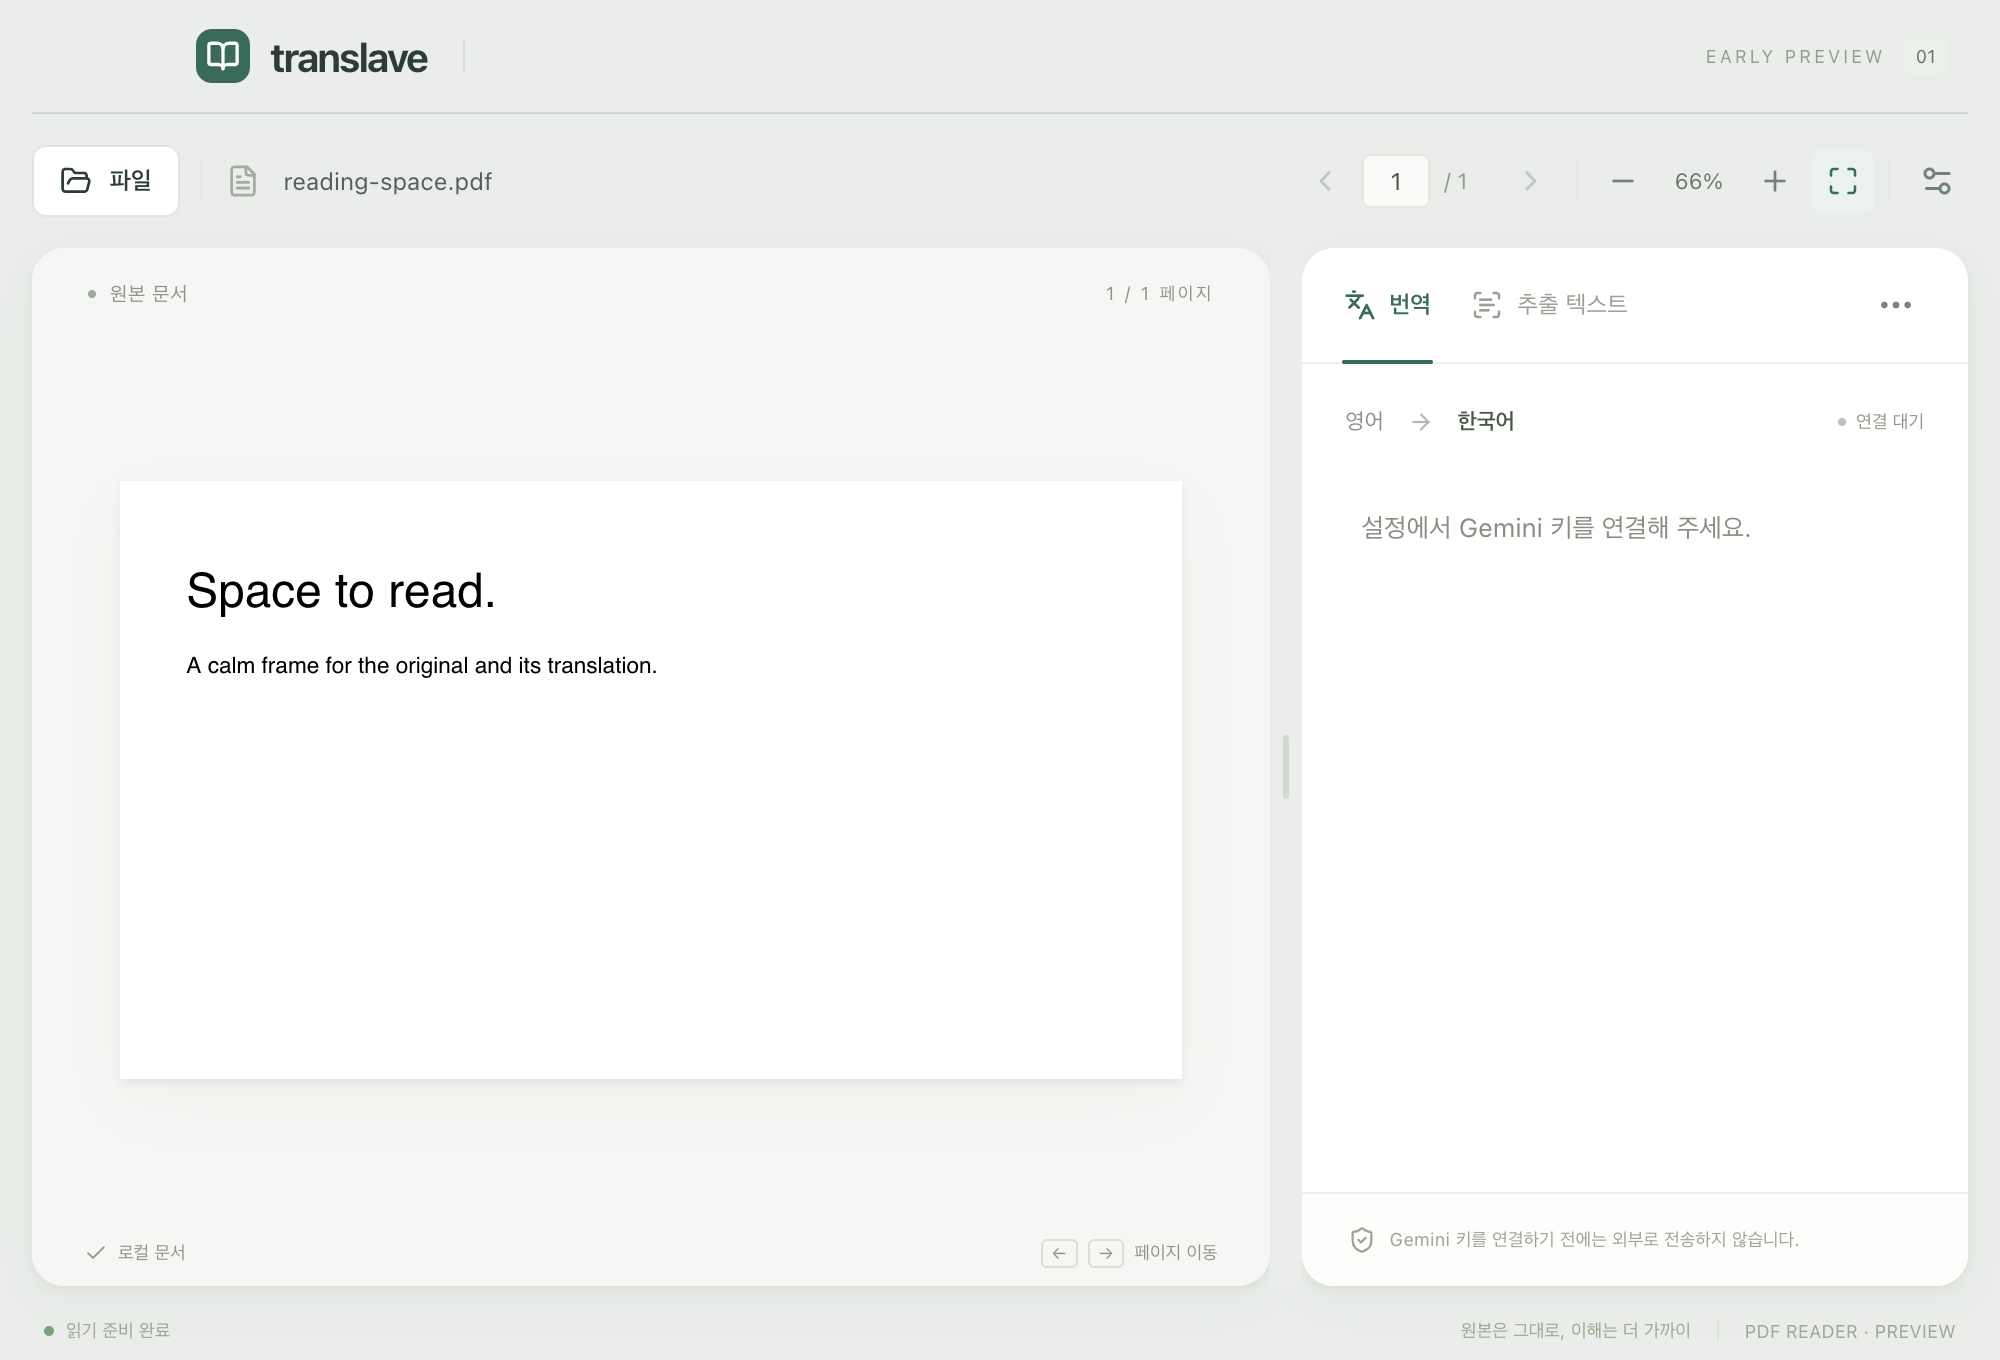 translave
EARLY PREVIEW 01
파일
reading-space.pdf
1 / 1
66%
원본 문서
1 / 1 페이지
Space to read.
A calm frame for the original and its translation.
로컬 문서
← → 페이지 이동
번역
추출 텍스트
영어 → 한국어
연결 대기
설정에서 Gemini 키를 연결해 주세요.
Gemini 키를 연결하기 전에는 외부로 전송하지 않습니다.
읽기 준비 완료
원본은 그대로, 이해는 더 가까이
PDF READER · PREVIEW